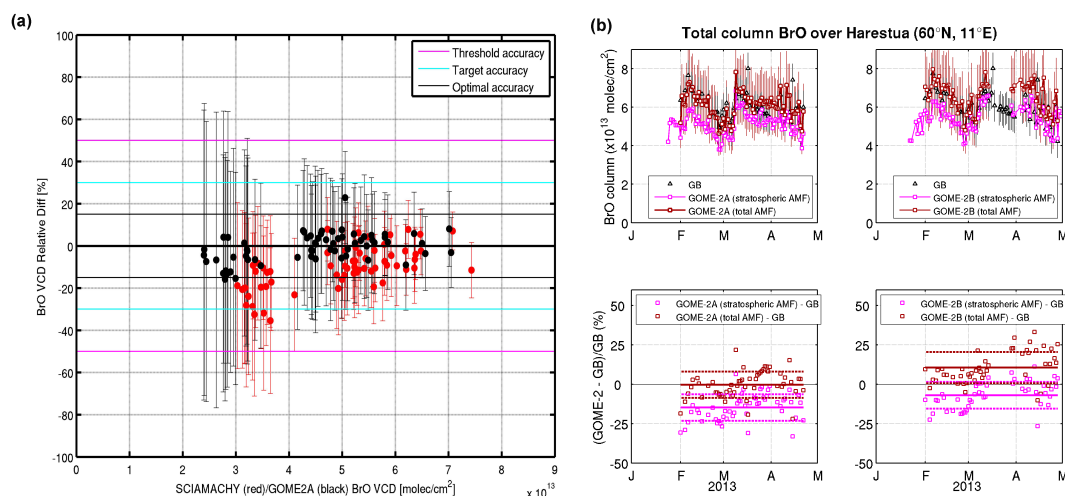 (a)
100
80
60
40
20
0
-20
-40
-60
-80
-100
BrO VCD Relative Diff [%]
Threshold accuracy
Target accuracy
Optimal accuracy
0 1 2 3 4 5 6 7 8 9
x 10^13
SCIAMACHY (red)/GOME2A (black) BrO VCD [molec/cm²]
(b)
Total column BrO over Harestua (60°N, 11°E)
BrO column (x10^13 molec/cm²)
8
6
4
2
0
GB
GOME-2A (stratospheric AMF)
GOME-2A (total AMF)
J F M A M
8
6
4
2
0
GB
GOME-2B (stratospheric AMF)
GOME-2B (total AMF)
J F M A M
(GOME-2 - GB)/GB (%)
50
25
0
-25
-50
GOME-2A (stratospheric AMF) - GB
GOME-2A (total AMF) - GB
J F M A M
2013
50
25
0
-25
-50
GOME-2B (stratospheric AMF) - GB
GOME-2B (total AMF) - GB
J F M A M
2013